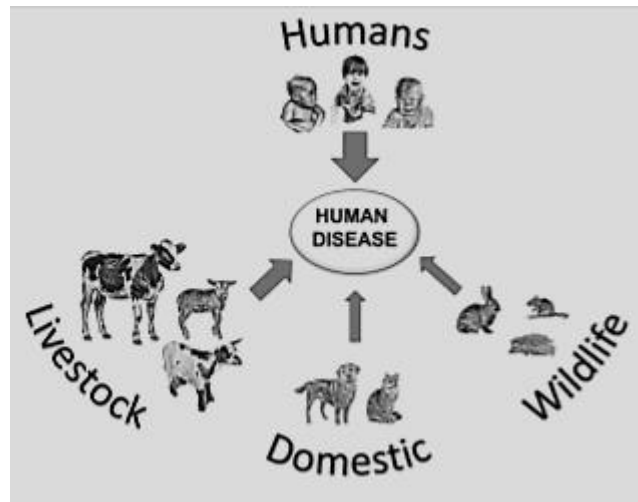 Humans
HUMAN
DISEASE
Livestock
Domestic
Wildlife